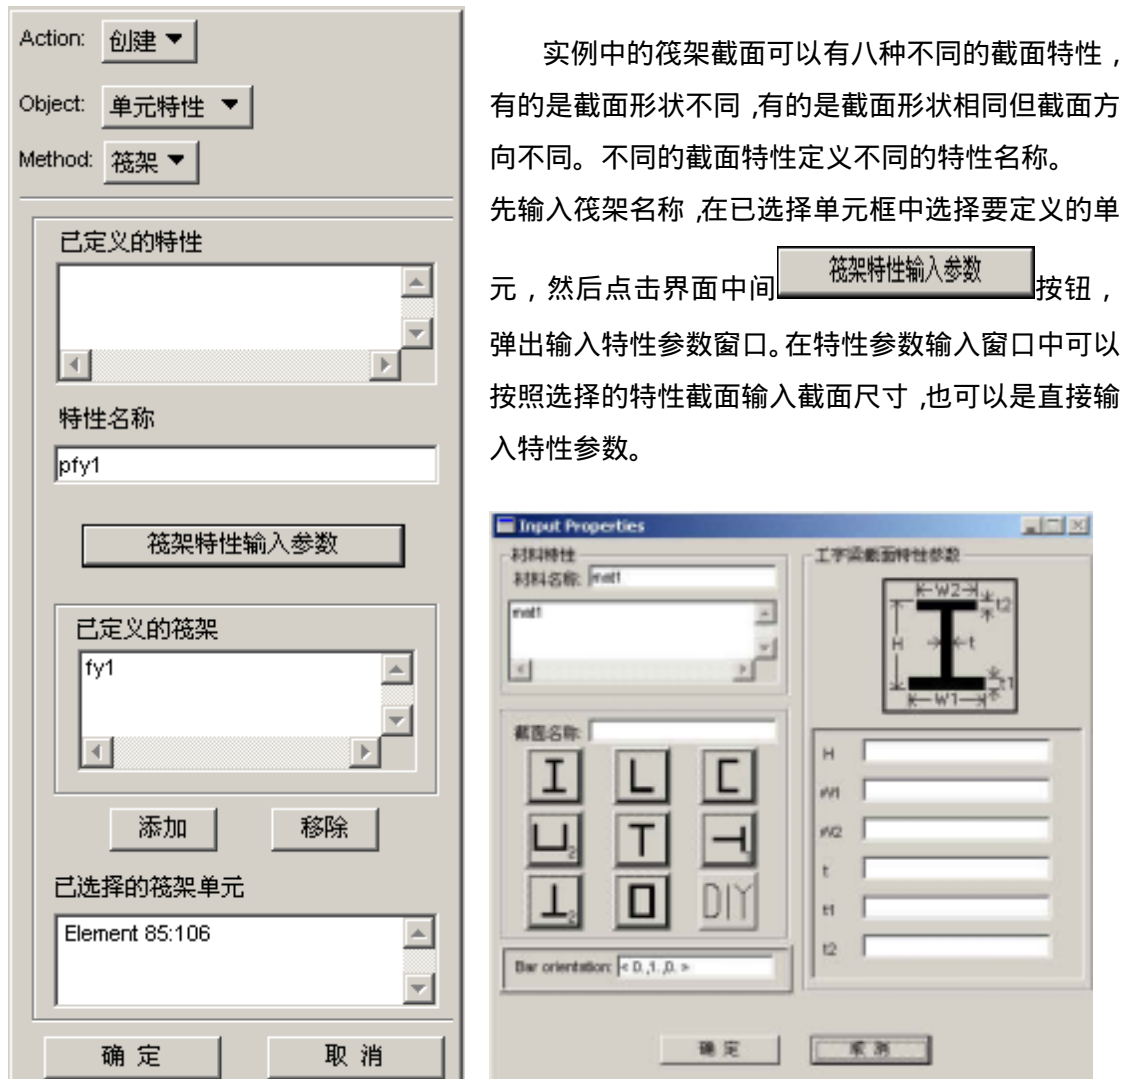 Action: 创建
Object: 单元特性
Method: 筏架
已定义的特性
特性名称
pfy1
筏架特性输入参数
已定义的筏架
fy1
添加 移除
已选择的筏架单元
Element 85:106
确 定 取 消
实例中的筏架截面可以有八种不同的截面特性，
有的是截面形状不同，有的是截面形状相同但截面方
向不同。不同的截面特性定义不同的特性名称。
先输入筏架名称，在已选择单元框中选择要定义的单
元，然后点击界面中间 筏架特性输入参数 按钮，
弹出输入特性参数窗口。在特性参数输入窗口中可以
按照选择的特性截面输入截面尺寸，也可以是直接输
入特性参数。
Input Properties
材料特性
材料名称: mat1
mat1
截面名称:
DIY
Bar orientation: < 0.,1.,0. >
工字梁截面特性参数
W2
t2
H
t
t1
W1
H
W1
W2
t
t1
t2
确 定 取 消